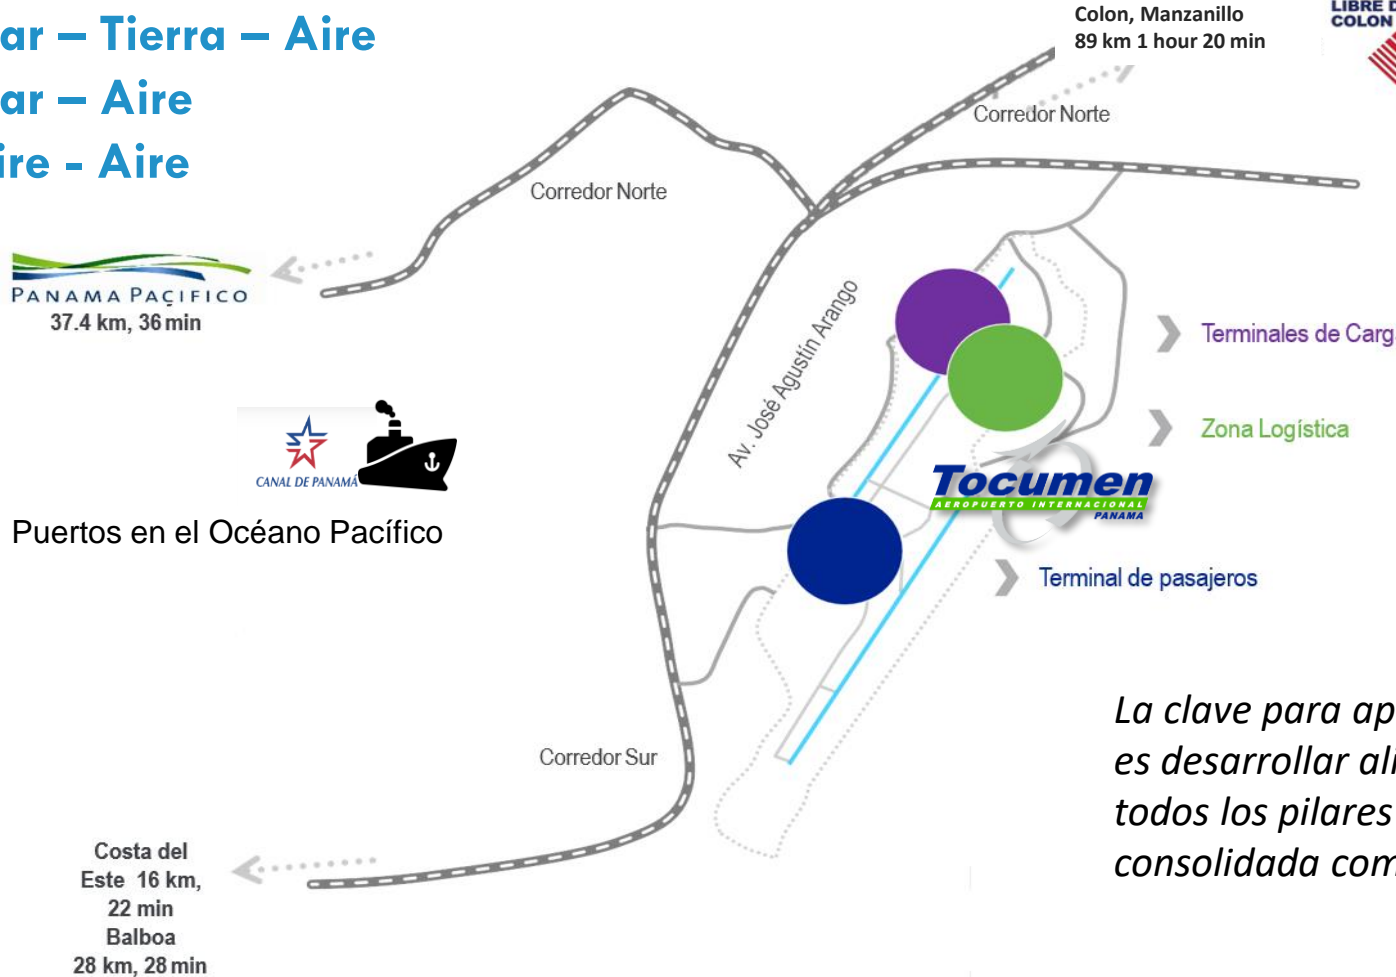 ar – Tierra – Aire
ar – Aire
ire - Aire
Colon, Manzanillo
89 km 1 hour 20 min
LIBRE D
COLON
Corredor Norte
Corredor Norte
PANAMA PACIFICO
37.4 km, 36 min
Av. José Agustín Arango
Terminales de Carg
Zona Logística
CANAL DE PANAMÁ
Puertos en el Océano Pacífico
Tocumen
AEROPUERTO INTERNACIONAL
PANAMA
Terminal de pasajeros
Corredor Sur
La clave para ap
es desarrollar ali
todos los pilares
consolidada com
Costa del
Este 16 km,
22 min
Balboa
28 km, 28 min